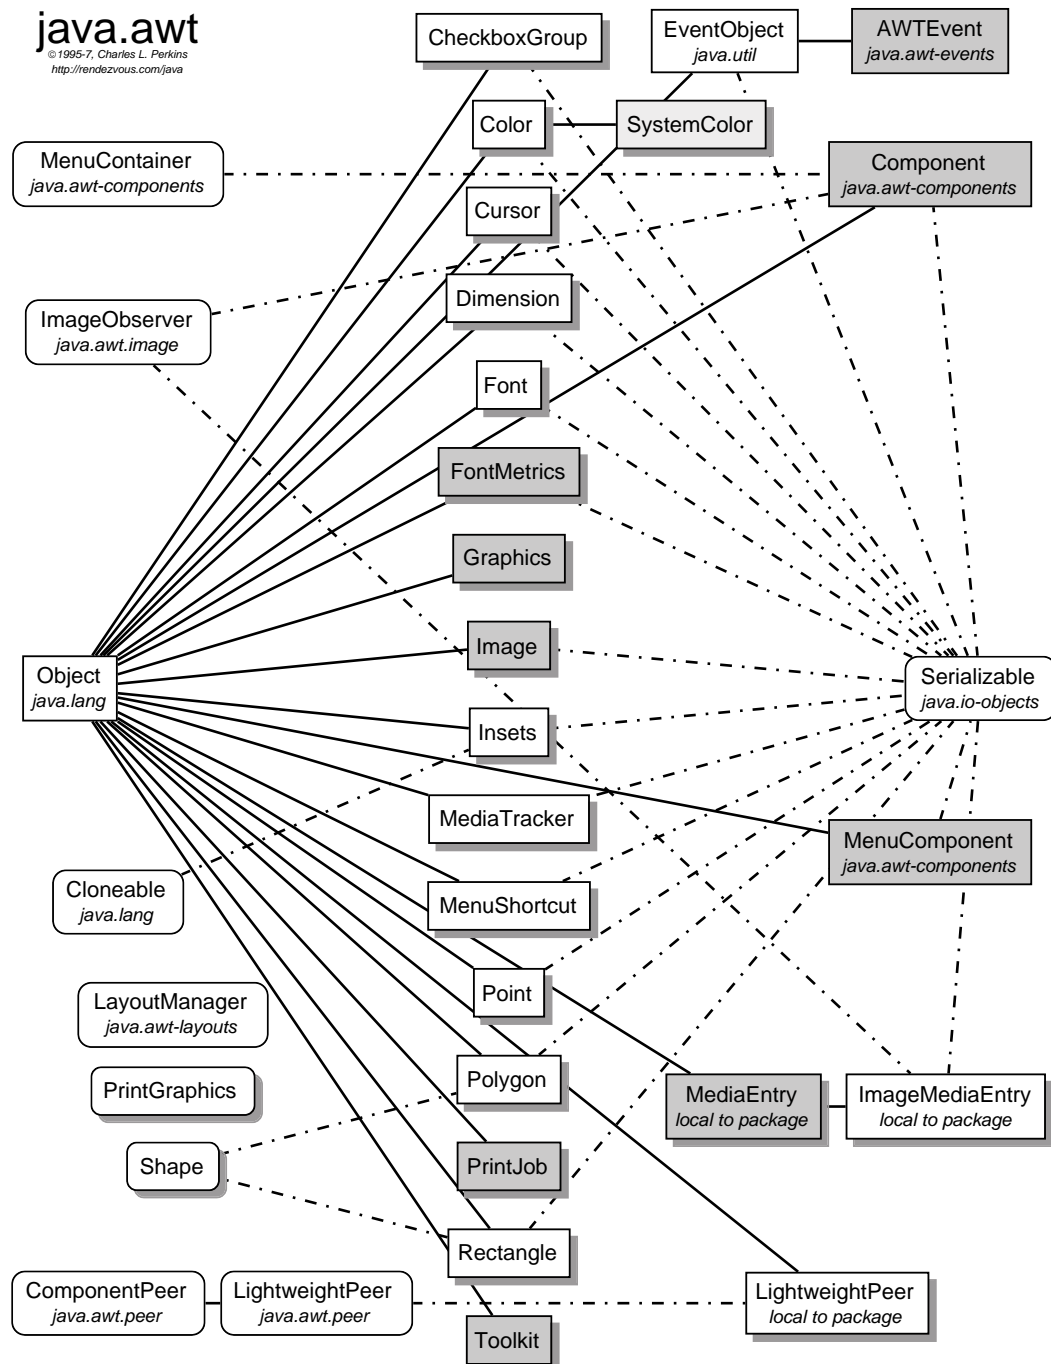 java.awt
©1995-7, Charles L. Perkins
http://rendezvous.com/java
CheckboxGroup
EventObject
java.util
AWTEvent
java.awt-events
Color
SystemColor
MenuContainer
java.awt-components
Component
java.awt-components
Cursor
Dimension
ImageObserver
java.awt.image
Font
FontMetrics
Graphics
Image
Object
java.lang
Serializable
java.io-objects
Insets
MediaTracker
MenuComponent
java.awt-components
Cloneable
java.lang
MenuShortcut
LayoutManager
java.awt-layouts
Point
PrintGraphics
Polygon
MediaEntry
local to package
ImageMediaEntry
local to package
Shape
PrintJob
Rectangle
ComponentPeer
java.awt.peer
LightweightPeer
java.awt.peer
LightweightPeer
local to package
Toolkit